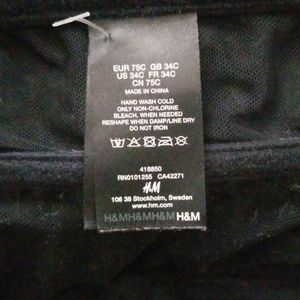 EUR 75C GB 34C
US 34C FR 34C
CN 75C
MADE IN CHINA
HAND WASH COLD
ONLY NON-CHLORINE
BLEACH, WHEN NEEDED
RESHAPE WHEN DAMP/LINE DRY
DO NOT IRON
418850
RN0101255 CA42271
H&M
106 38 Stockholm, Sweden
www.hm.com
H&MH&MH&MH&M